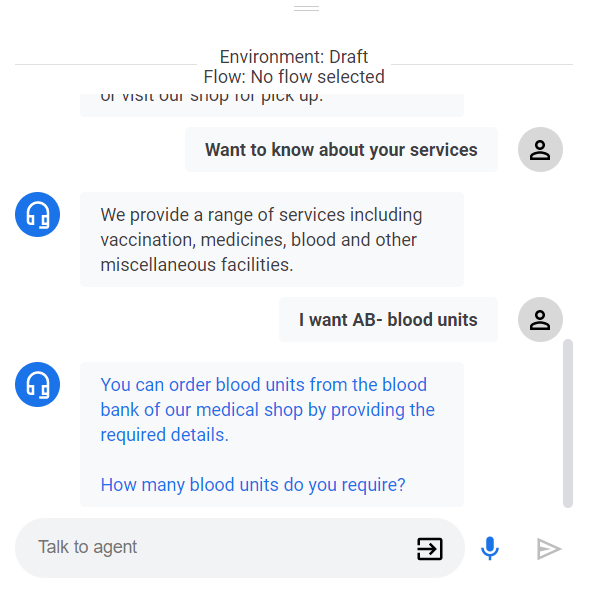 Environment: Draft
Flow: No flow selected
or visit our shop for pick up.
Want to know about your services
We provide a range of services including
vaccination, medicines, blood and other
miscellaneous facilities.
I want AB- blood units
You can order blood units from the blood
bank of our medical shop by providing the
required details.
How many blood units do you require?
Talk to agent